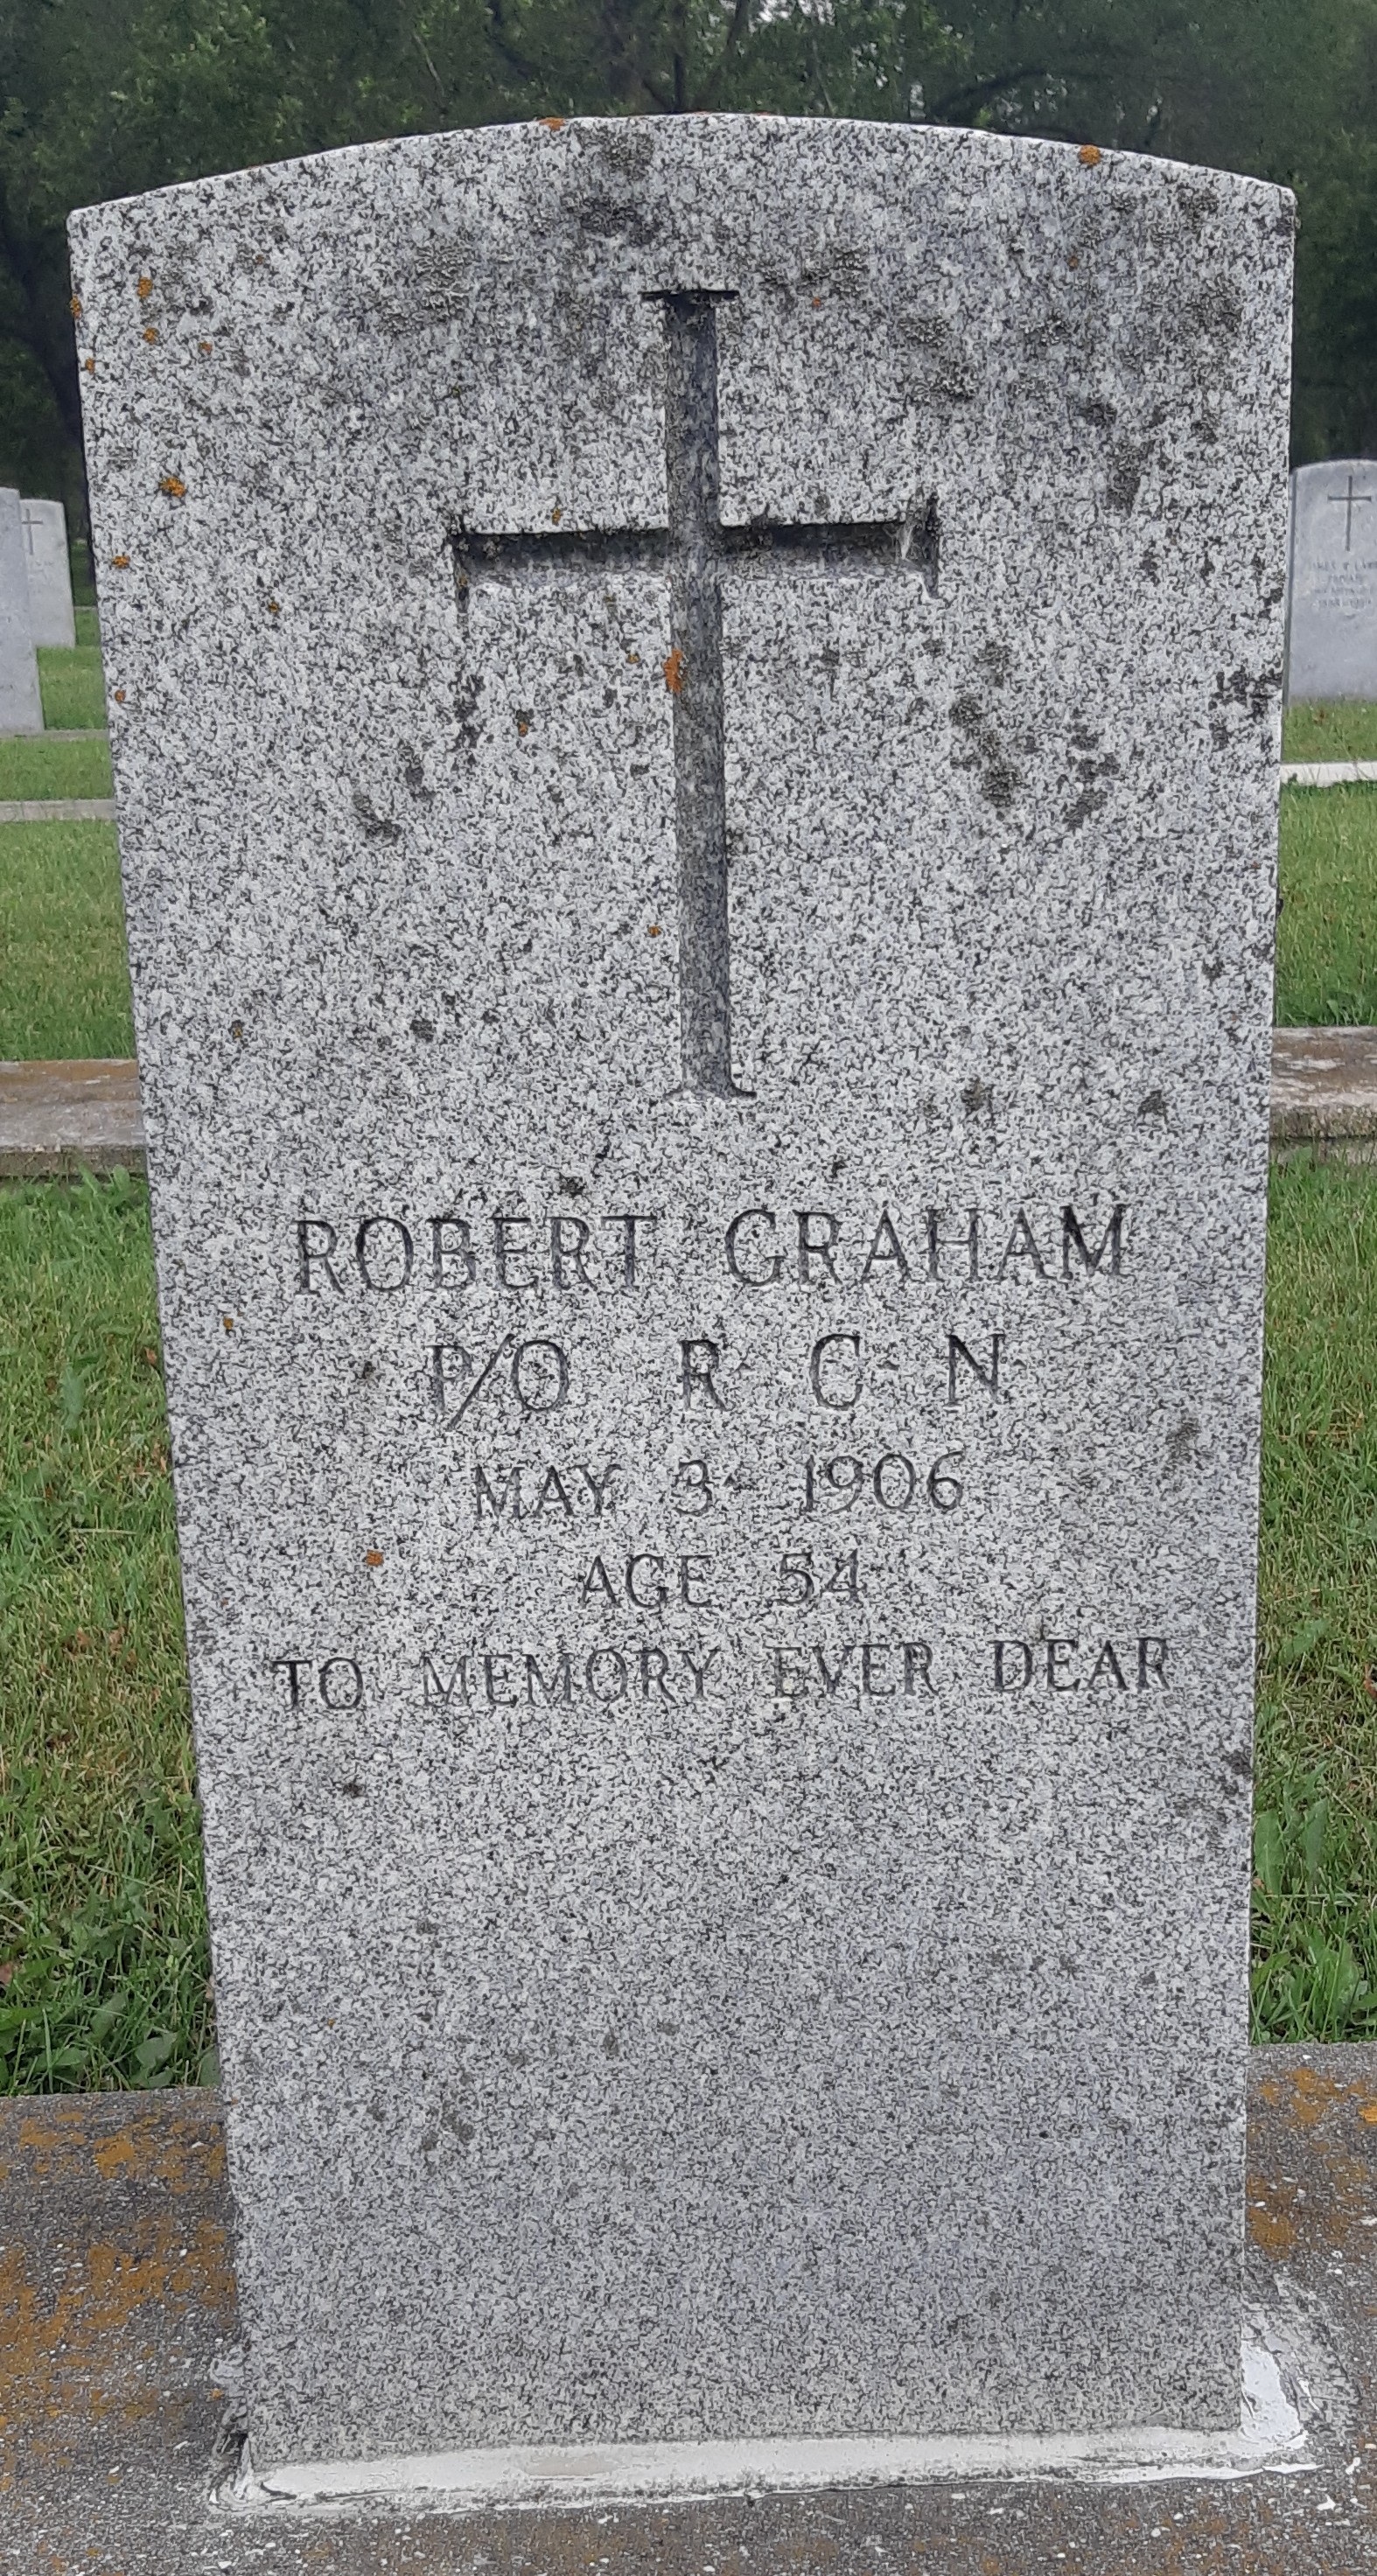 ROBERT GRAHAM
P/O R· C· N·
MAY 3· 1906
AGE 54
TO MEMORY EVER DEAR